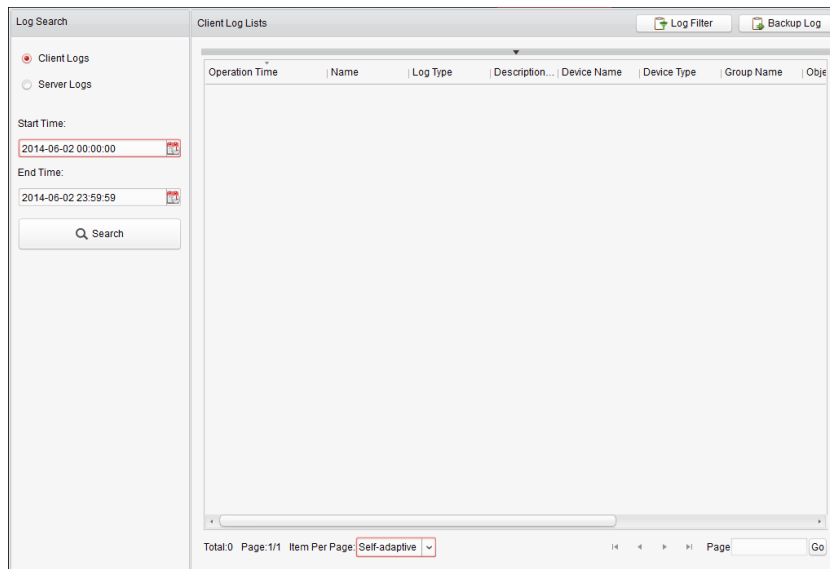 Log Search
Client Logs
Server Logs
Start Time:
2014-06-02 00:00:00
End Time:
2014-06-02 23:59:59
Search
Client Log Lists
Log Filter
Backup Log
Operation Time Name Log Type Description... Device Name Device Type Group Name Obje
Total:0 Page:1/1 Item Per Page: Self-adaptive Page Go